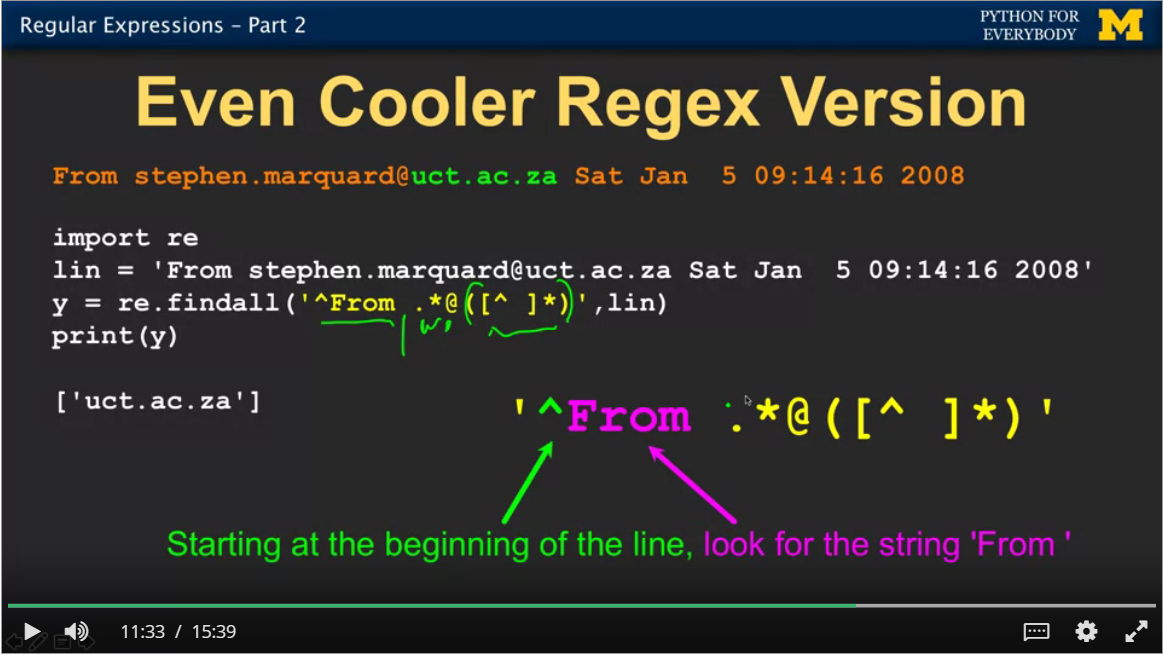 Regular Expressions – Part 2
PYTHON FOR
EVERYBODY
M
Even Cooler Regex Version
From stephen.marquard@uct.ac.za Sat Jan  5 09:14:16 2008
import re
lin = 'From stephen.marquard@uct.ac.za Sat Jan  5 09:14:16 2008'
y = re.findall('^From .*@([^ ]*)',lin)
print(y)
['uct.ac.za']
'^From .*@([^ ]*)'
Starting at the beginning of the line, look for the string 'From '
11:33 / 15:39